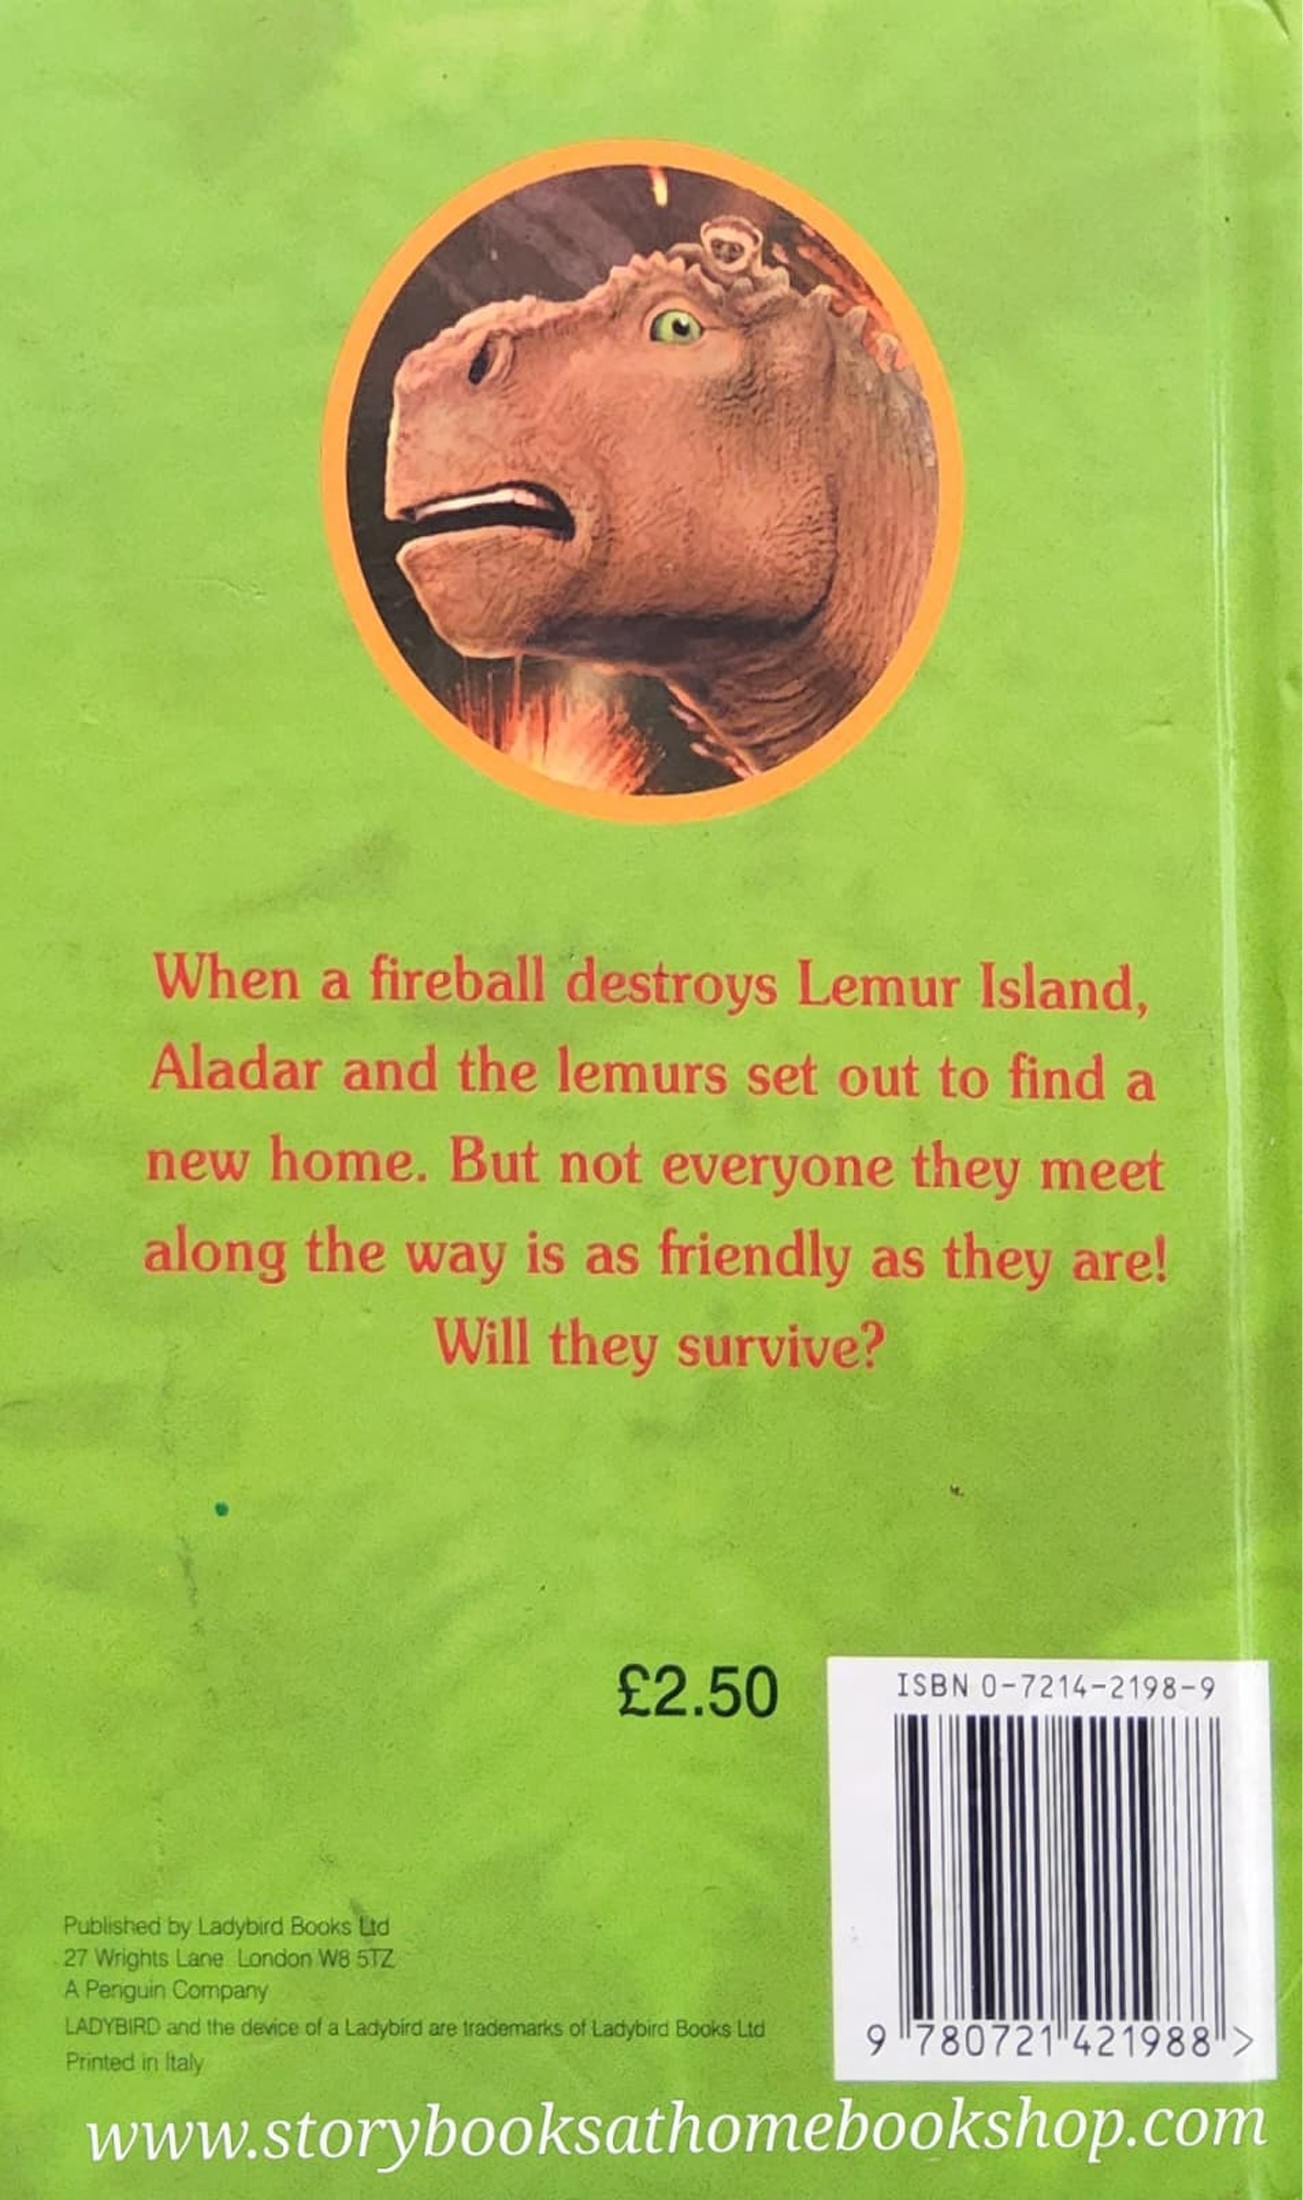 When a fireball destroys Lemur Island,
Aladar and the lemurs set out to find a
new home. But not everyone they meet
along the way is as friendly as they are!
Will they survive?
£2.50
ISBN 0-7214-2198-9
9 780721 421988 >
Published by Ladybird Books Ltd
27 Wrights Lane London W8 5TZ
A Penguin Company
LADYBIRD and the device of a Ladybird are trademarks of Ladybird Books Ltd
Printed in Italy
www.storybooksathomebookshop.com